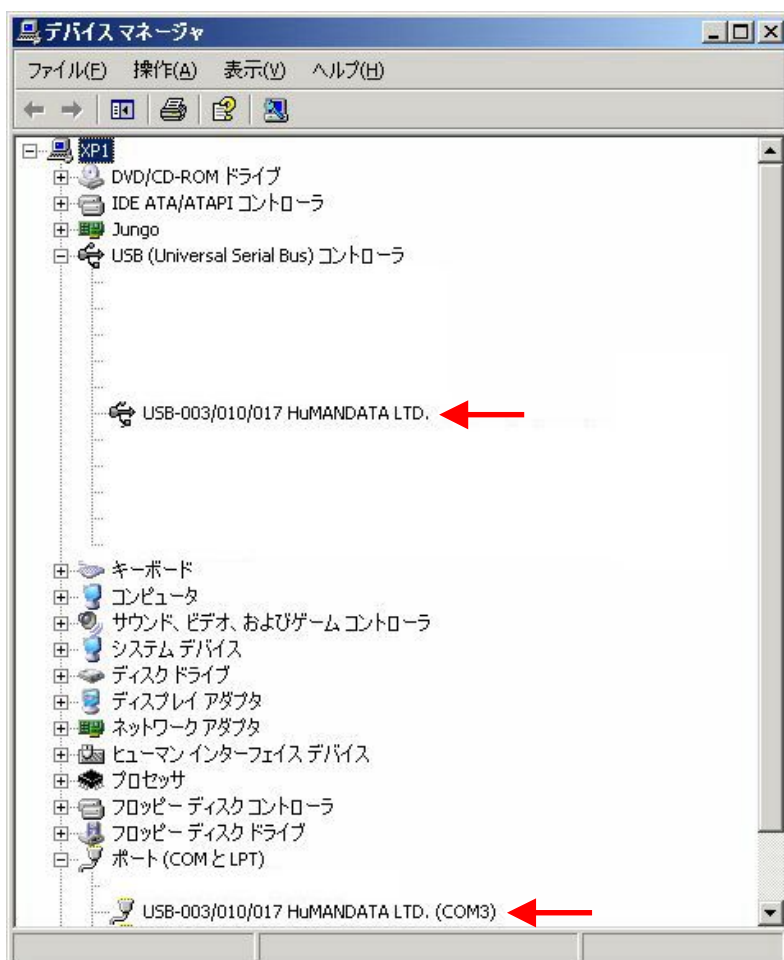 デバイス マネージャ
ファイル(F) 操作(A) 表示(V) ヘルプ(H)
XP1
DVD/CD-ROM ドライブ
IDE ATA/ATAPI コントローラ
Jungo
USB (Universal Serial Bus) コントローラ
USB-003/010/017 HuMANDATA LTD.
キーボード
コンピュータ
サウンド、ビデオ、およびゲーム コントローラ
システム デバイス
ディスク ドライブ
ディスプレイ アダプタ
ネットワーク アダプタ
ヒューマン インターフェイス デバイス
プロセッサ
フロッピー ディスク コントローラ
フロッピー ディスク ドライブ
ポート (COM と LPT)
USB-003/010/017 HuMANDATA LTD. (COM3)